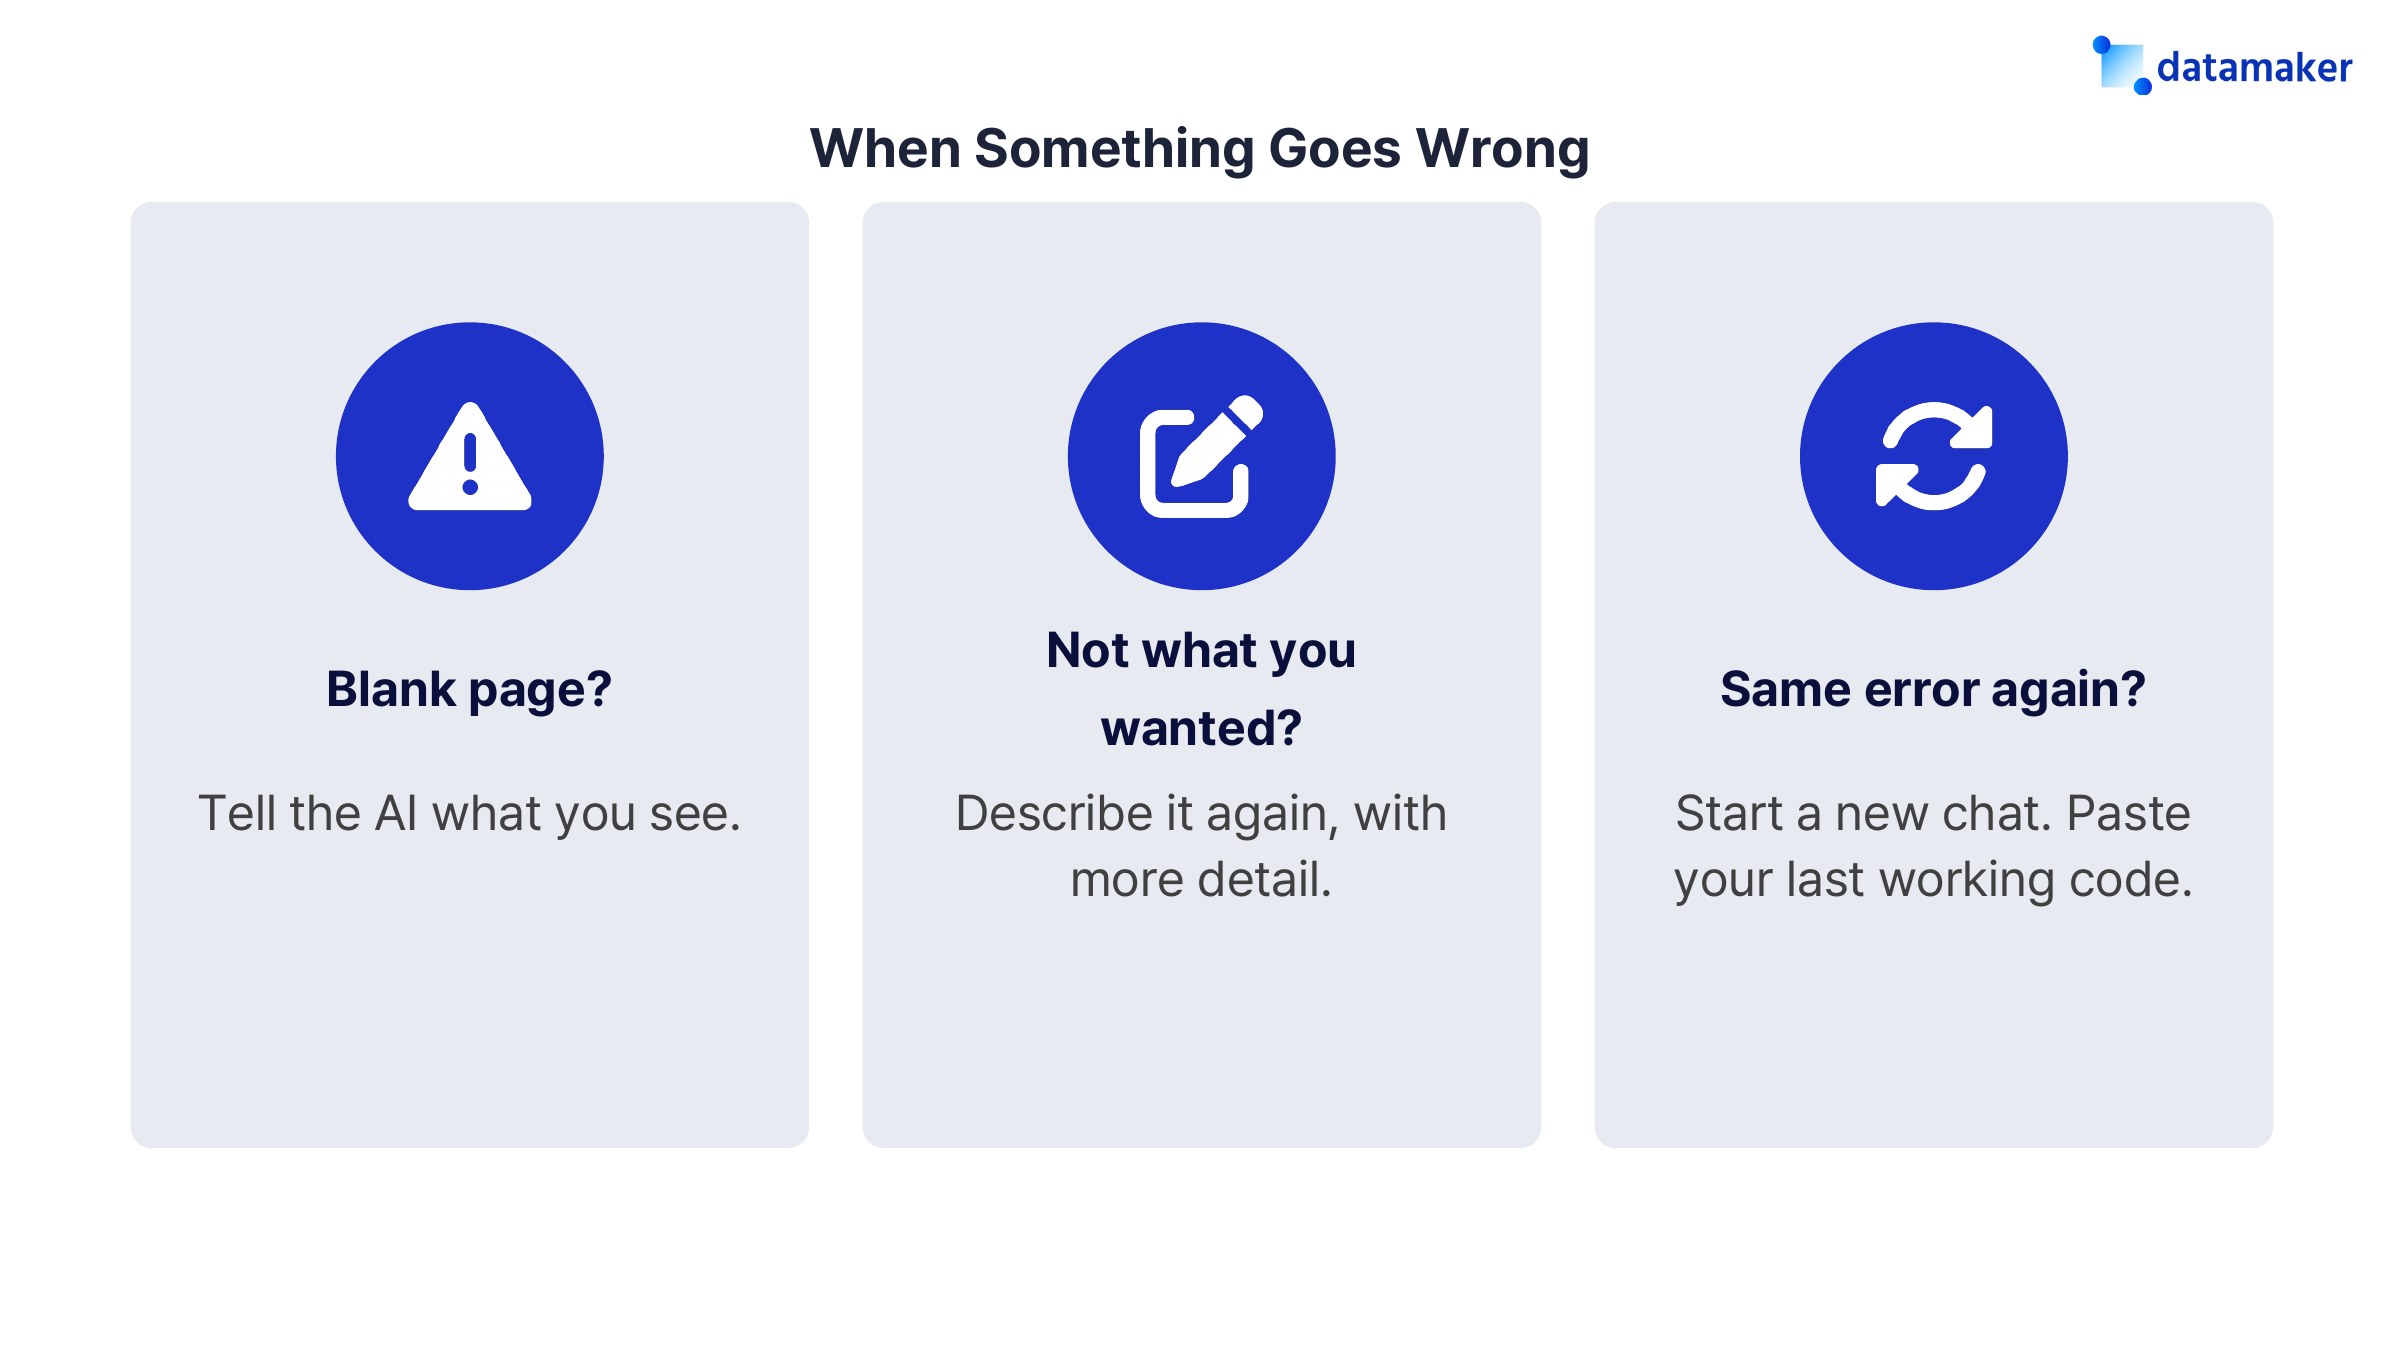 datamaker
When Something Goes Wrong
Blank page?
Tell the AI what you see.
Not what you
wanted?
Describe it again, with
more detail.
Same error again?
Start a new chat. Paste
your last working code.